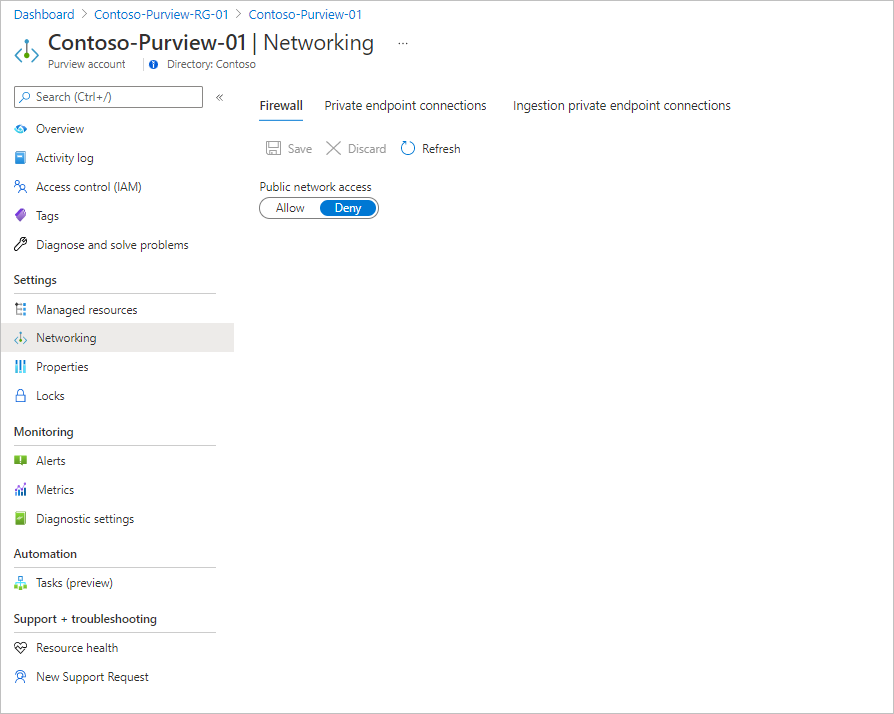 Dashboard > Contoso-Purview-RG-01 > Contoso-Purview-01
Contoso-Purview-01 | Networking ...
Purview account | Directory: Contoso
Search (Ctrl+/) «
Overview
Activity log
Access control (IAM)
Tags
Diagnose and solve problems
Settings
Managed resources
Networking
Properties
Locks
Monitoring
Alerts
Metrics
Diagnostic settings
Automation
Tasks (preview)
Support + troubleshooting
Resource health
New Support Request
Firewall Private endpoint connections Ingestion private endpoint connections
Save Discard Refresh
Public network access
Allow Deny